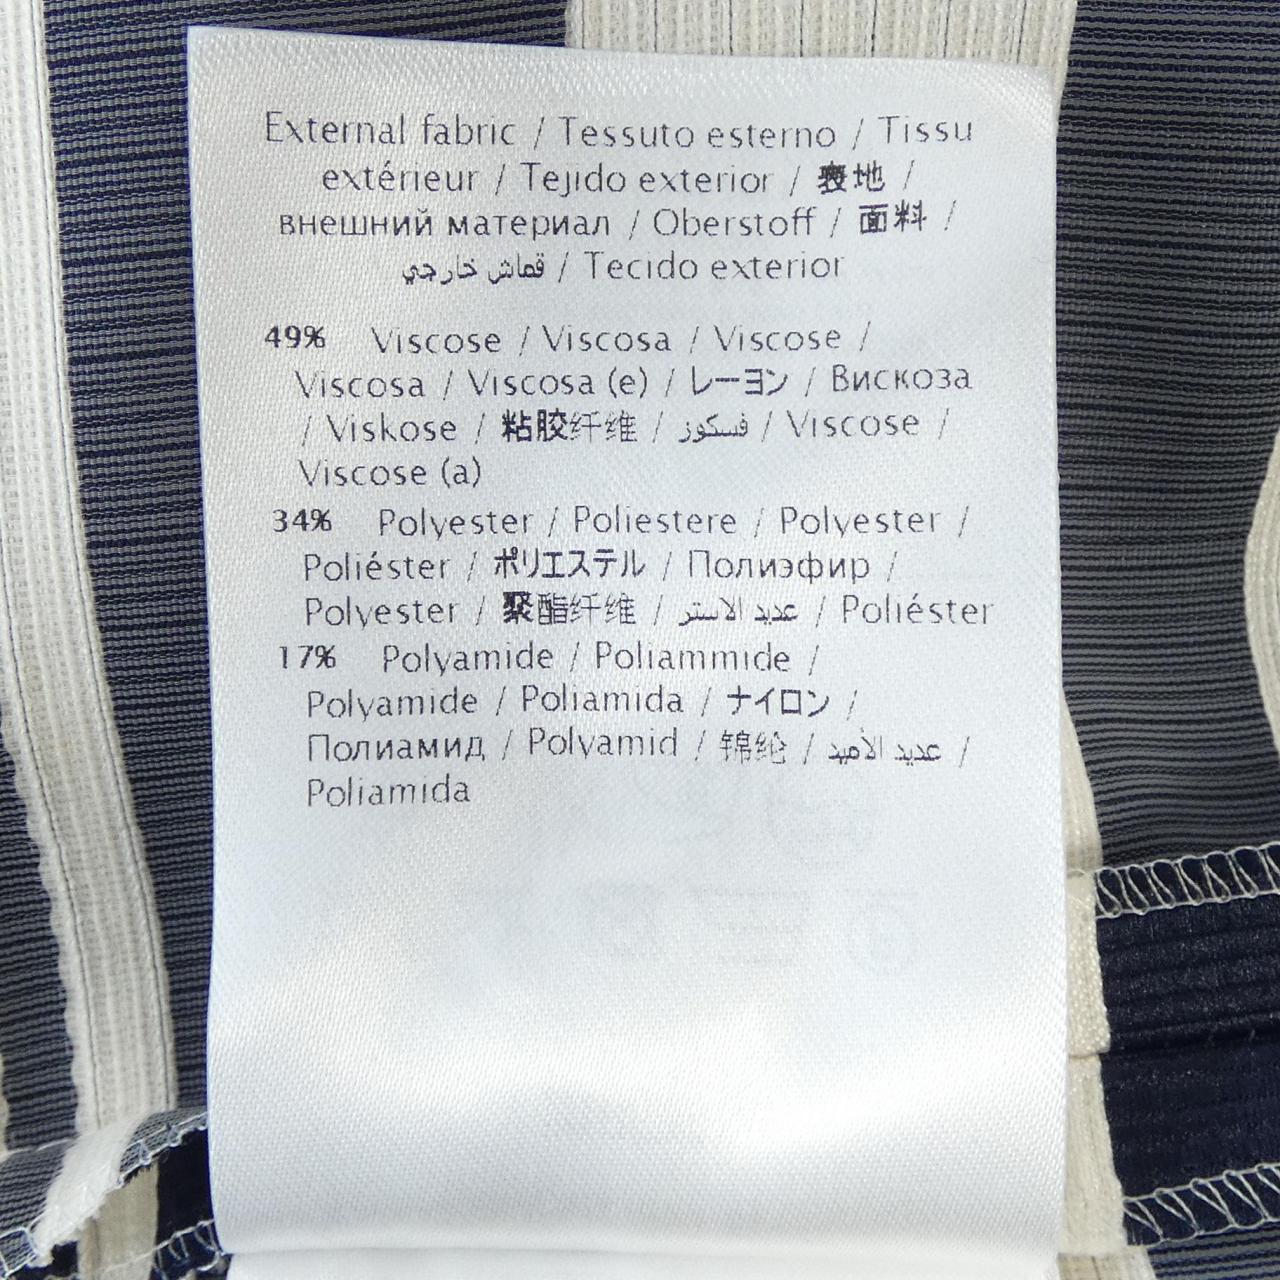 External fabric / Tessuto esterno / Tissu
extérieur / Tejido exterior / 表地 /
внешний материал / Oberstoff / 面料 /
قماش خارجي / Tecido exterior
49% Viscose / Viscosa / Viscose /
Viscosa / Viscosa (e) / レーヨン / Вискоза
/ Viskose / 粘胶纤维 / فسكوز / Viscose /
Viscose (a)
34% Polyester / Poliestere / Polyester /
Poliéster / ポリエステル / Полиэфир /
Polyester / 聚酯纤维 / عديد الاستر / Poliéster
17% Polyamide / Poliammide /
Polyamide / Poliamida / ナイロン /
Полиамид / Polyamid / 锦纶 / عديد الأميد /
Poliamida